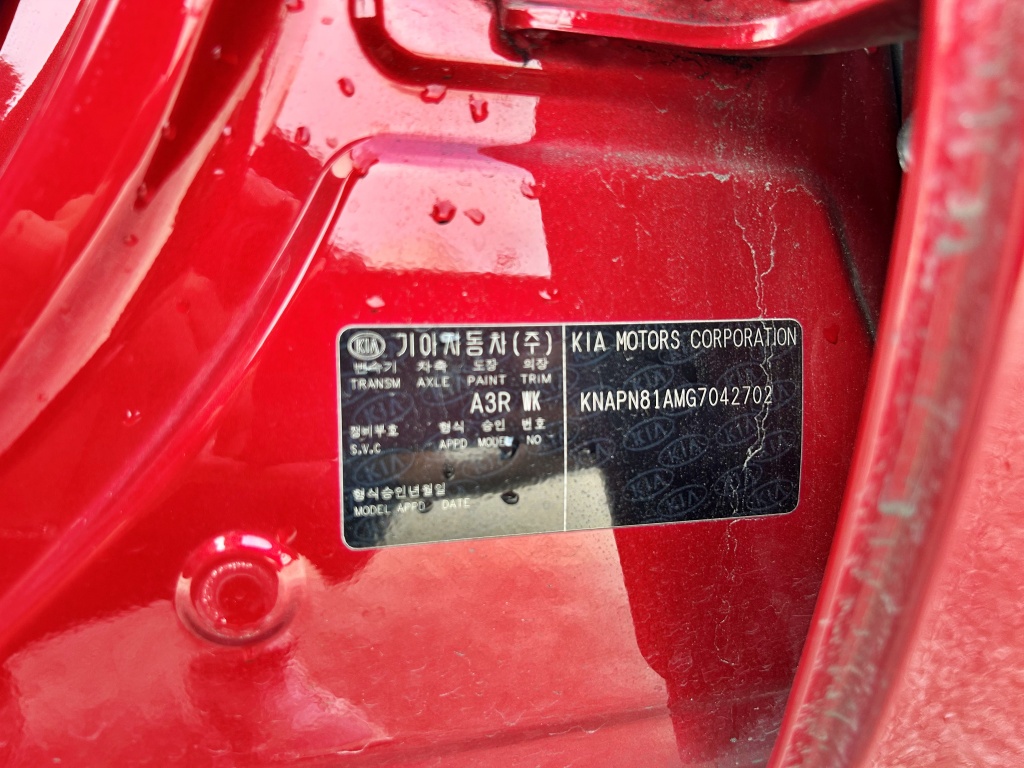 KIA 기아자동차(주)
변속기 차축 도장 외장
TRANSM AXLE PAINT TRIM
A3R WK
정비부호 형식 승인 번호
S.V.C APPD MODEL NO
형식승인년월일
MODEL APPD DATE
KIA MOTORS CORPORATION
KNAPN81AMG7042702